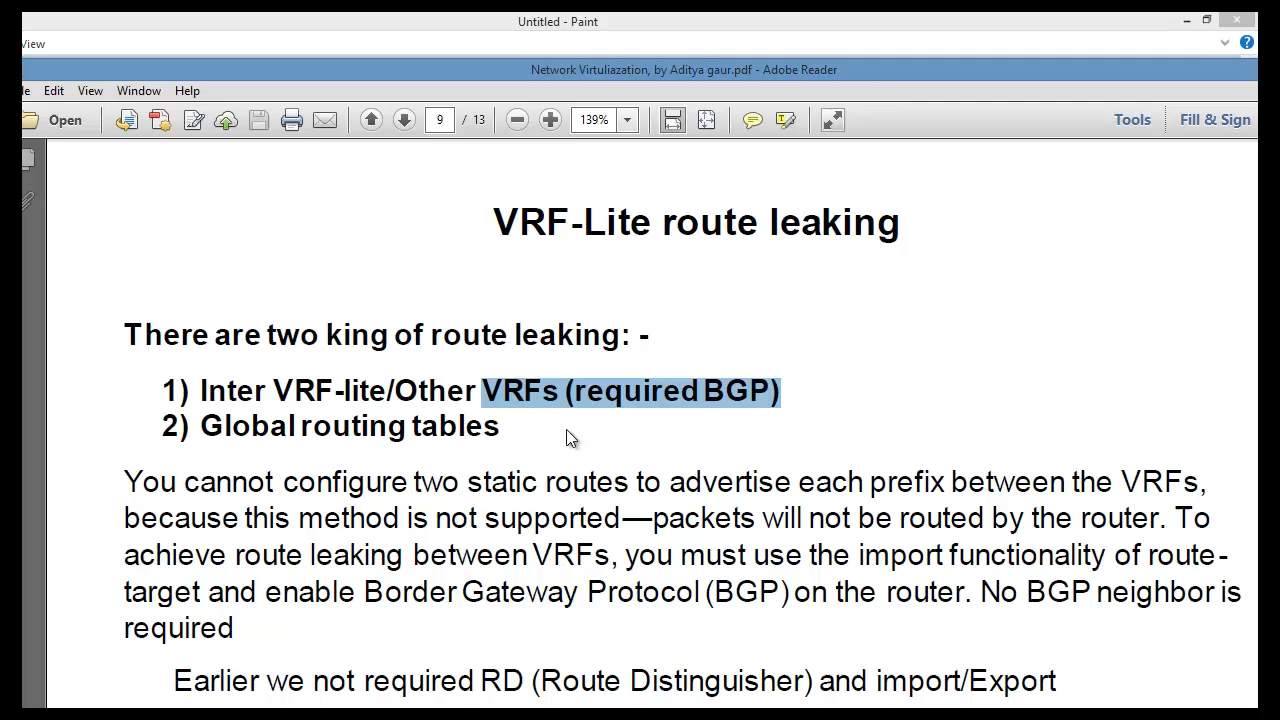 Untitled - Paint
View
Network Virtuliazation, by Aditya gaur.pdf - Adobe Reader
le Edit View Window Help
Open 9 / 13 139% Tools Fill & Sign
VRF-Lite route leaking
There are two king of route leaking: -
1) Inter VRF-lite/Other VRFs (required BGP)
2) Global routing tables
You cannot configure two static routes to advertise each prefix between the VRFs,
because this method is not supported—packets will not be routed by the router. To
achieve route leaking between VRFs, you must use the import functionality of route-
target and enable Border Gateway Protocol (BGP) on the router. No BGP neighbor is
required
Earlier we not required RD (Route Distinguisher) and import/Export